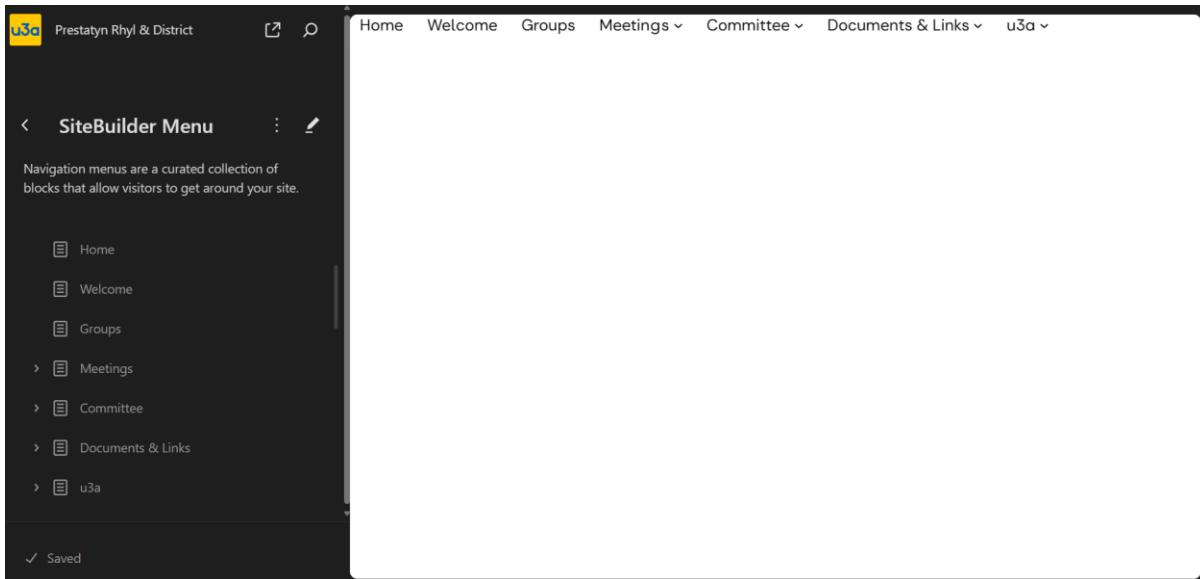 u3a Prestatyn Rhyl & District
Home Welcome Groups Meetings Committee Documents & Links u3a
SiteBuilder Menu
Navigation menus are a curated collection of
blocks that allow visitors to get around your site.
Home
Welcome
Groups
Meetings
Committee
Documents & Links
u3a
Saved